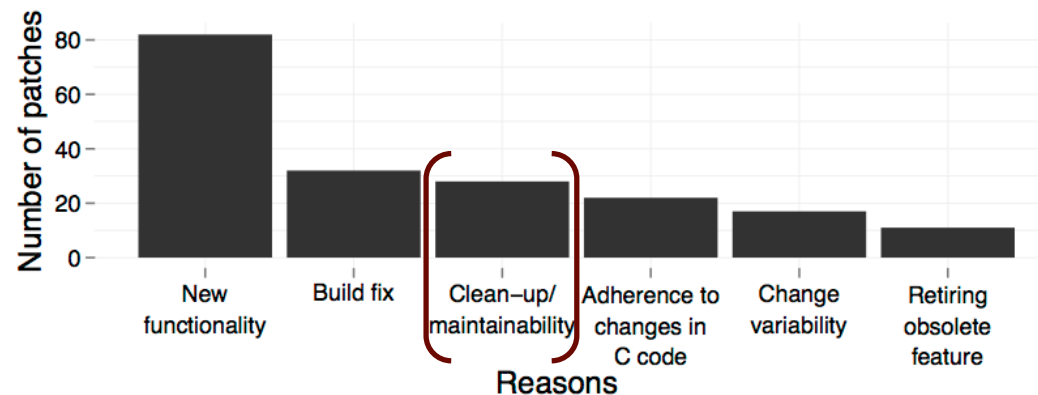 Number of patches
80
60
40
20
0
New
functionality
Build fix
Clean-up/
maintainability
Adherence to
changes in
C code
Change
variability
Retiring
obsolete
feature
Reasons